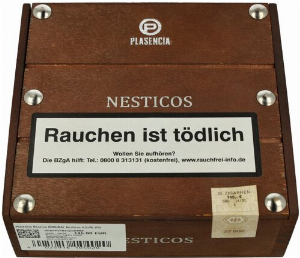 PLASENCIA
NESTICOS
Rauchen ist tödlich
Wollen Sie aufhören?
Die BZgA hilft: Tel.: 0800 8 313131 (kostenfrei), www.rauchfrei-info.de